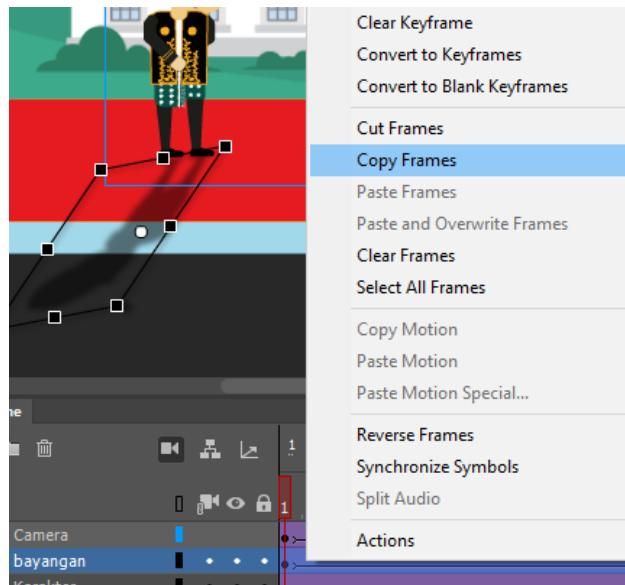 Clear Keyframe
Convert to Keyframes
Convert to Blank Keyframes
Cut Frames
Copy Frames
Paste Frames
Paste and Overwrite Frames
Clear Frames
Select All Frames
Copy Motion
Paste Motion
Paste Motion Special...
Reverse Frames
Synchronize Symbols
Split Audio
Actions
ne
1
1
Camera
bayangan